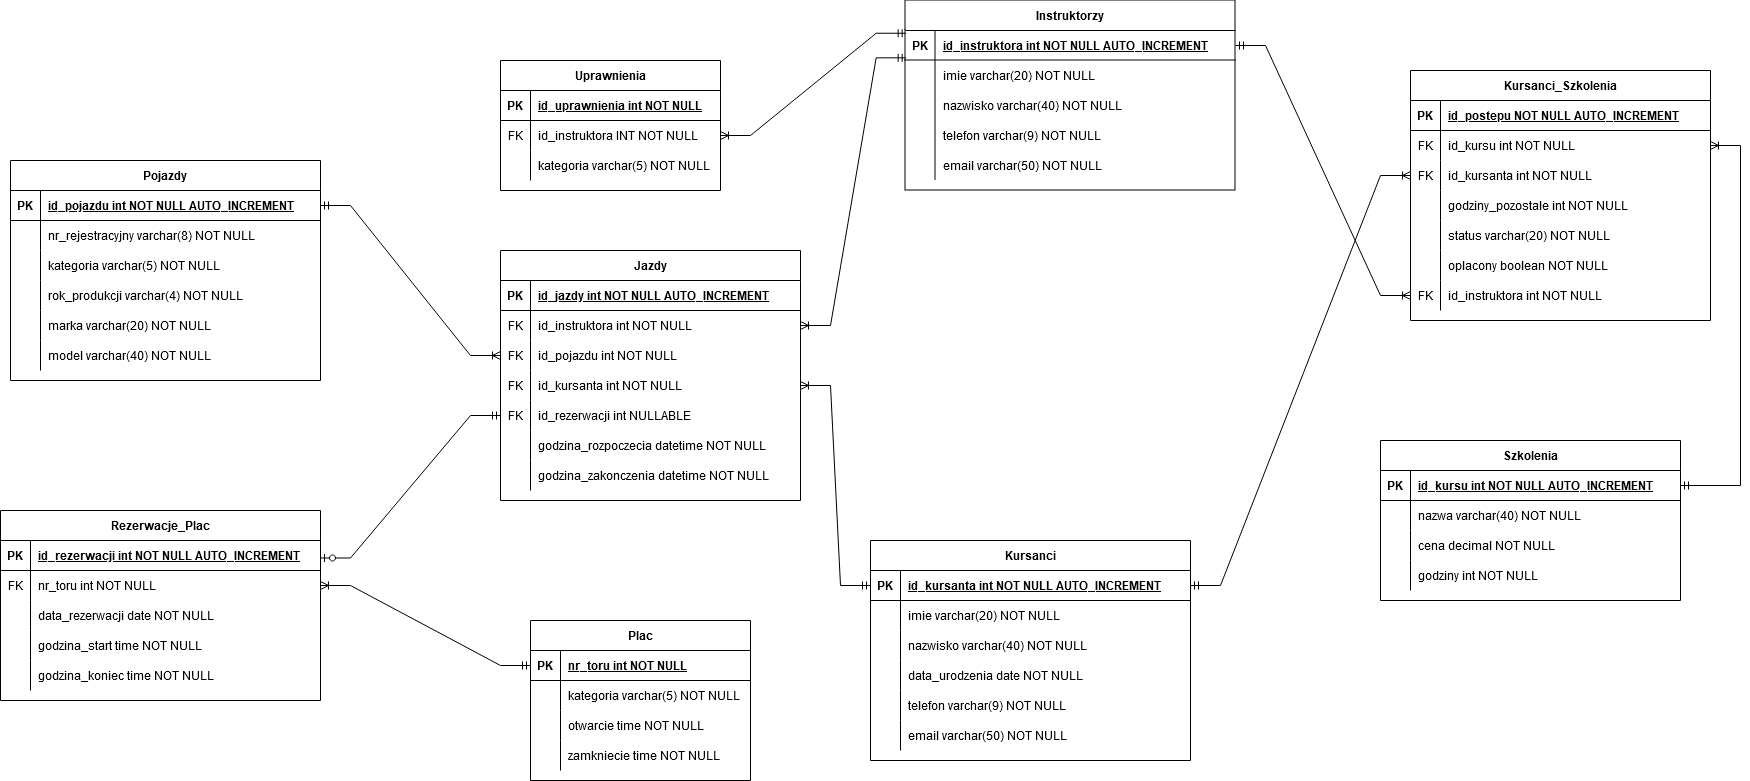 Instruktorzy
PK id_instruktora int NOT NULL AUTO_INCREMENT
imie varchar(20) NOT NULL
nazwisko varchar(40) NOT NULL
telefon varchar(9) NOT NULL
email varchar(50) NOT NULL
Uprawnienia
PK id_uprawnienia int NOT NULL
FK id_instruktora INT NOT NULL
kategoria varchar(5) NOT NULL
Kursanci_Szkolenia
PK id_postepu NOT NULL AUTO_INCREMENT
FK id_kursu int NOT NULL
FK id_kursanta int NOT NULL
godziny_pozostale int NOT NULL
status varchar(20) NOT NULL
oplacony boolean NOT NULL
FK id_instruktora int NOT NULL
Pojazdy
PK id_pojazdu int NOT NULL AUTO_INCREMENT
nr_rejestracyjny varchar(8) NOT NULL
kategoria varchar(5) NOT NULL
rok_produkcji varchar(4) NOT NULL
marka varchar(20) NOT NULL
model varchar(40) NOT NULL
Jazdy
PK id_jazdy int NOT NULL AUTO_INCREMENT
FK id_instruktora int NOT NULL
FK id_pojazdu int NOT NULL
FK id_kursanta int NOT NULL
FK id_rezerwacji int NULLABLE
godzina_rozpoczecia datetime NOT NULL
godzina_zakonczenia datetime NOT NULL
Szkolenia
PK id_kursu int NOT NULL AUTO_INCREMENT
nazwa varchar(40) NOT NULL
cena decimal NOT NULL
godziny int NOT NULL
Rezerwacje_Plac
PK id_rezerwacji int NOT NULL AUTO_INCREMENT
FK nr_toru int NOT NULL
data_rezerwacji date NOT NULL
godzina_start time NOT NULL
godzina_koniec time NOT NULL
Kursanci
PK id_kursanta int NOT NULL AUTO_INCREMENT
imie varchar(20) NOT NULL
nazwisko varchar(40) NOT NULL
data_urodzenia date NOT NULL
telefon varchar(9) NOT NULL
email varchar(50) NOT NULL
Plac
PK nr_toru int NOT NULL
kategoria varchar(5) NOT NULL
otwarcie time NOT NULL
zamkniecie time NOT NULL